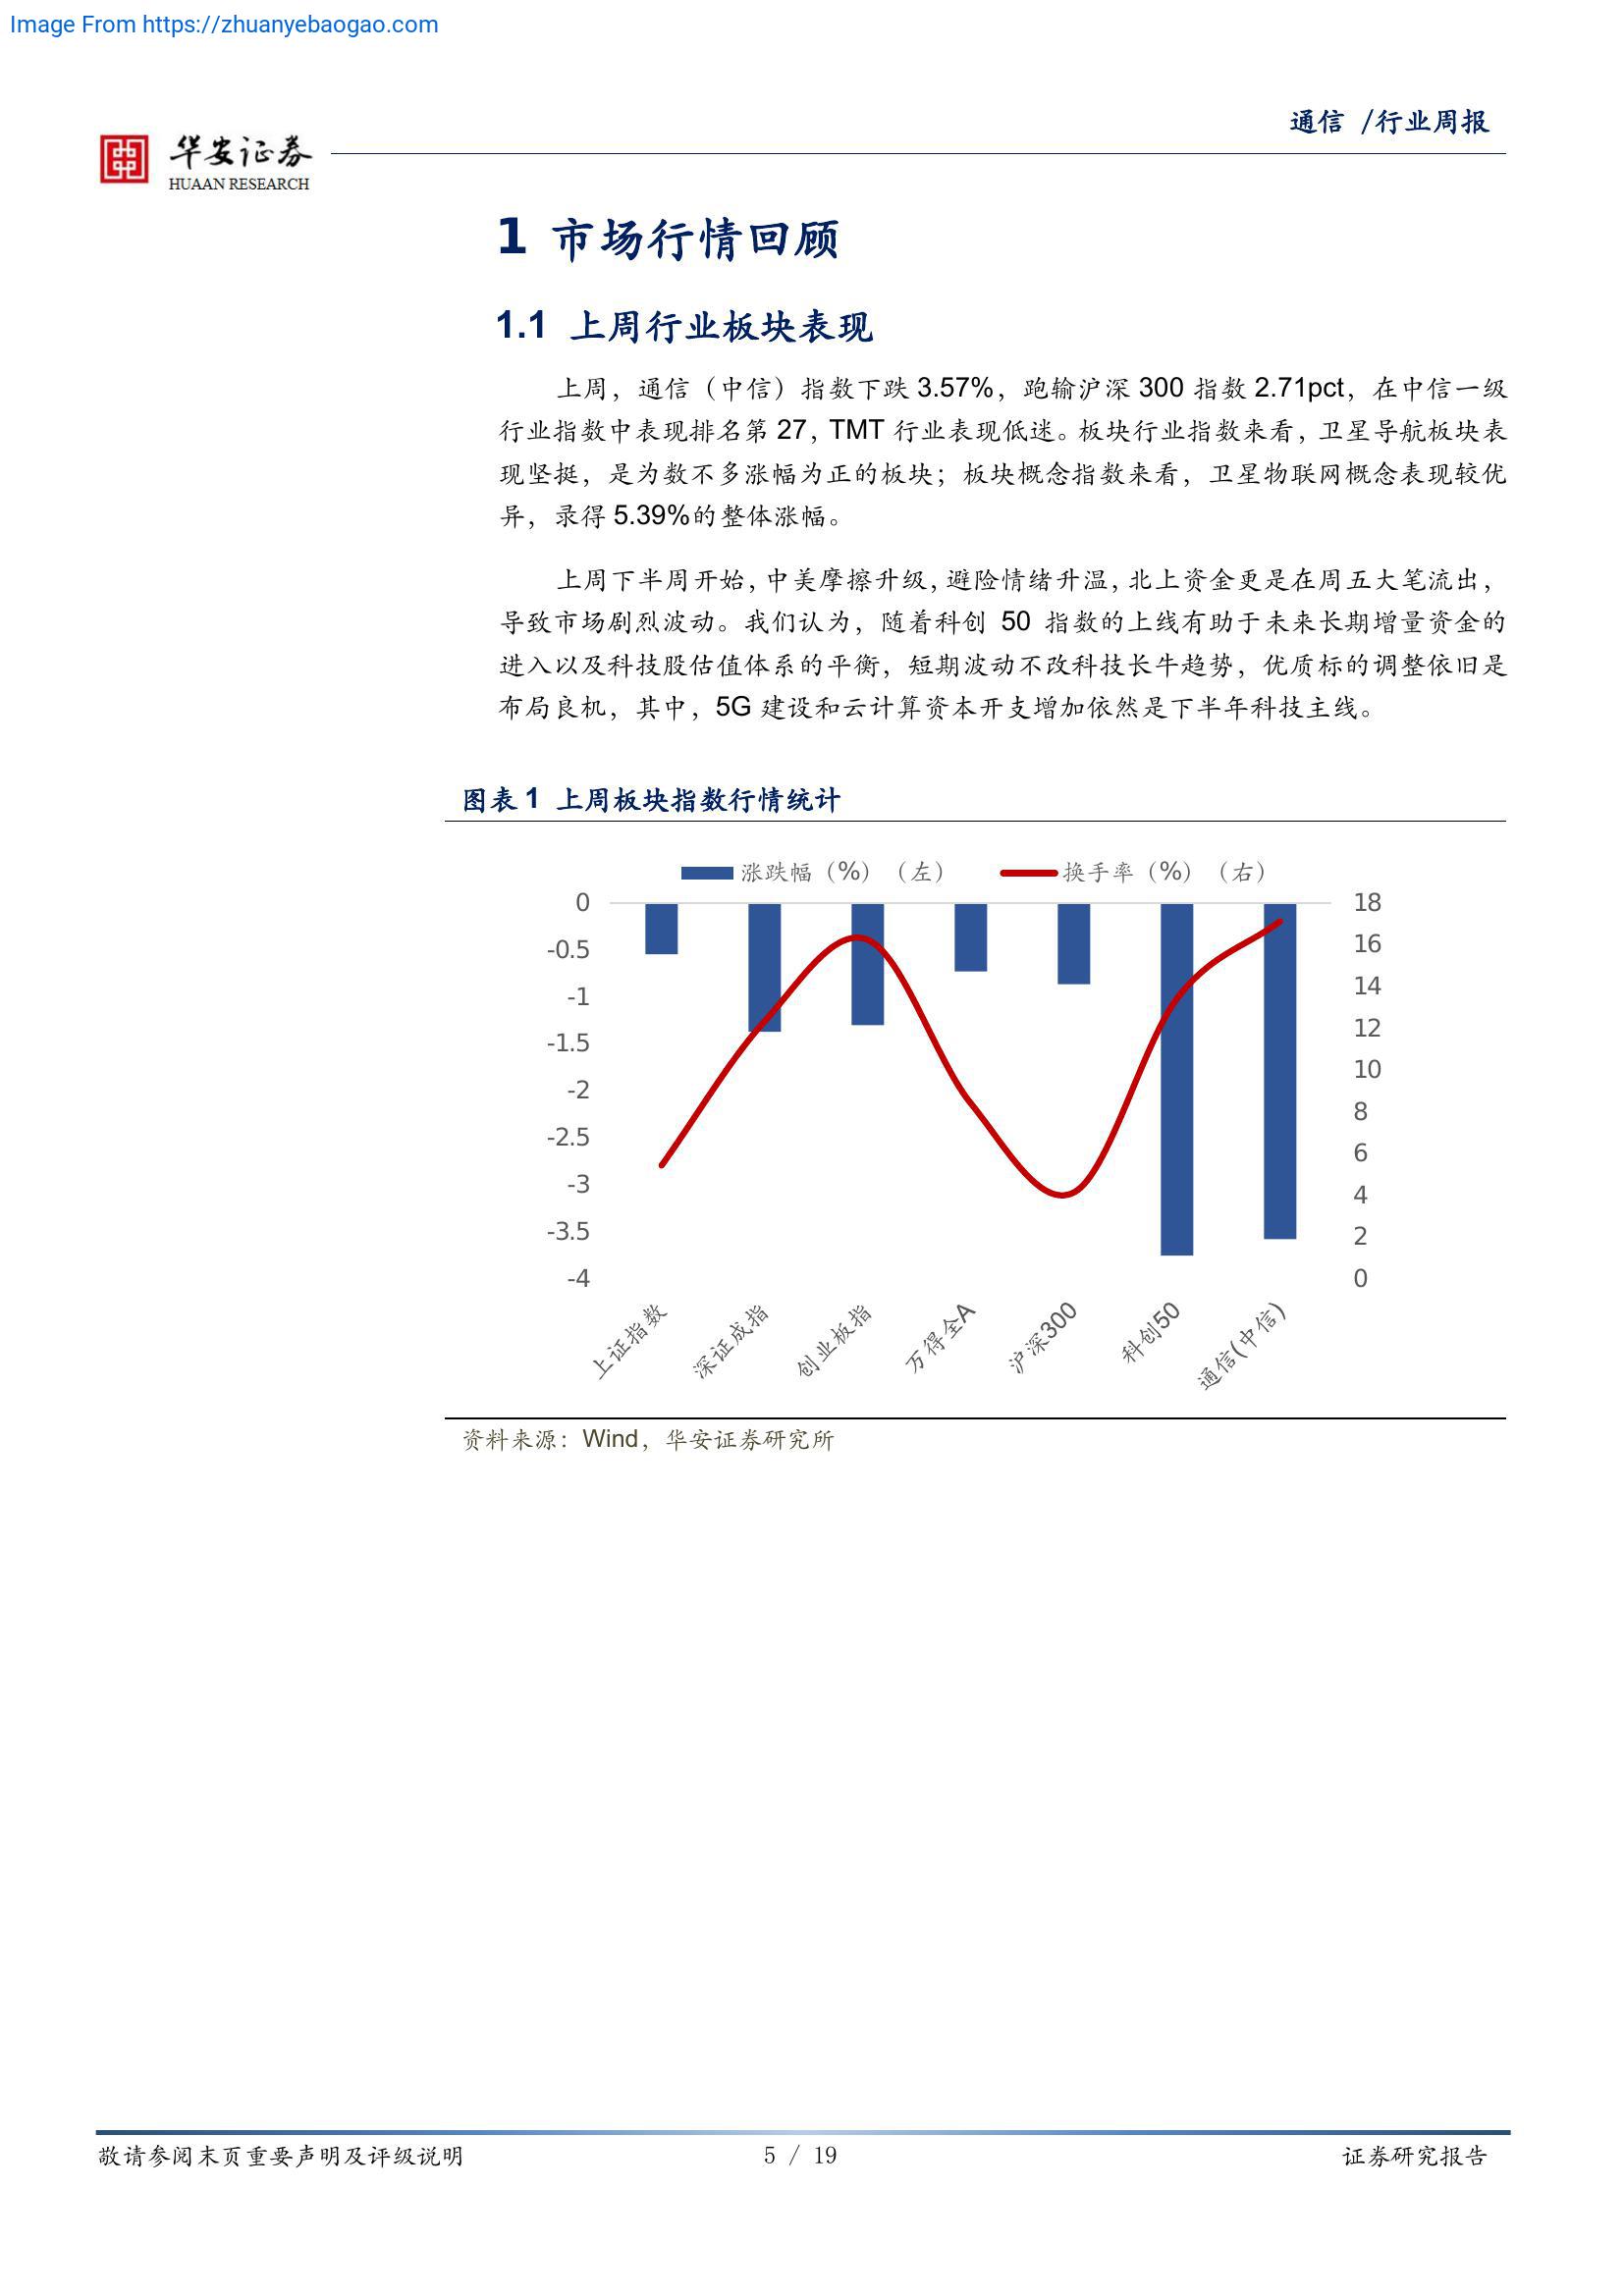 Image From https://zhuanyebaogao.com
通信 /行业周报
华安证券
HUAAN RESEARCH
1 市场行情回顾
1.1 上周行业板块表现
上周，通信（中信）指数下跌 3.57%，跑输沪深 300 指数 2.71pct，在中信一级
行业指数中表现排名第 27，TMT 行业表现低迷。板块行业指数来看，卫星导航板块表
现坚挺，是为数不多涨幅为正的板块；板块概念指数来看，卫星物联网概念表现较优
异，录得 5.39%的整体涨幅。
上周下半周开始，中美摩擦升级，避险情绪升温，北上资金更是在周五大笔流出，
导致市场剧烈波动。我们认为，随着科创 50 指数的上线有助于未来长期增量资金的
进入以及科技股估值体系的平衡，短期波动不改科技长牛趋势，优质标的调整依旧是
布局良机，其中，5G 建设和云计算资本开支增加依然是下半年科技主线。
图表 1 上周板块指数行情统计
涨跌幅（%）（左） 换手率（%）（右）
0 18
-0.5 16
-1 14
-1.5 12
-2 10
-2.5 8
-3 6
-3.5 4
-4 2
0
上证指数 深证成指 创业板指 万得全A 沪深300 科创50 通信(中信)
资料来源：Wind，华安证券研究所
敬请参阅末页重要声明及评级说明 5 / 19 证券研究报告